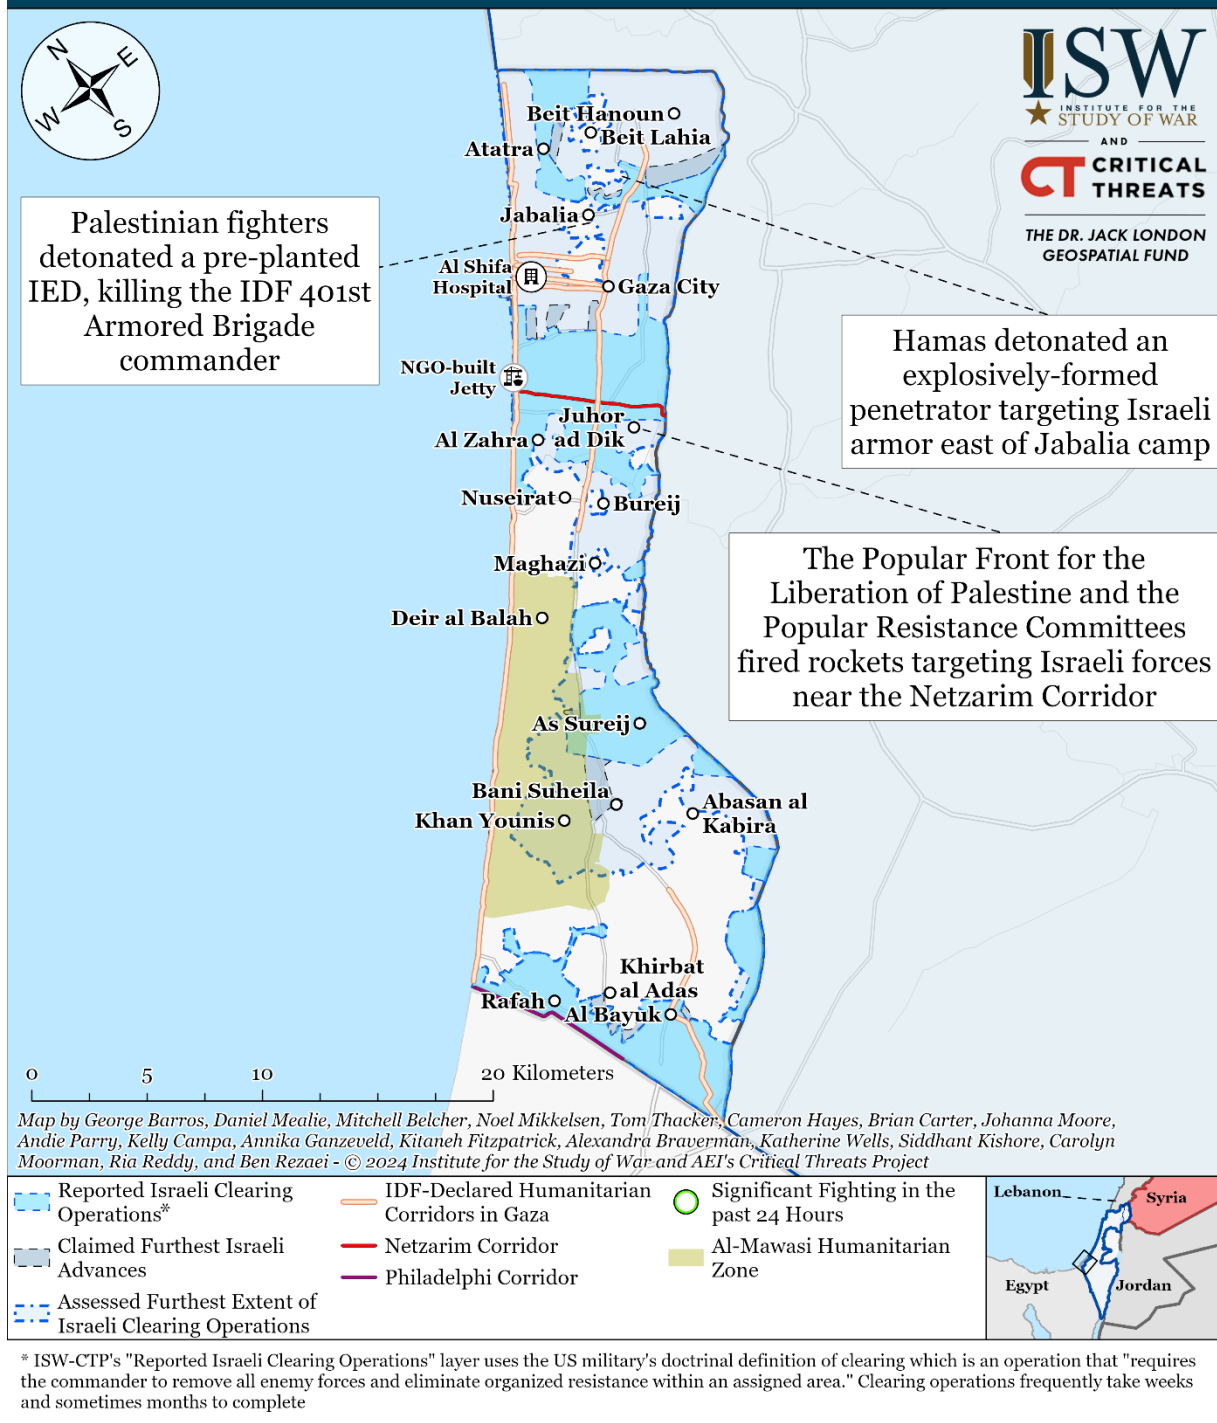 N
E
W
S
ISW
INSTITUTE FOR THE
STUDY OF WAR
AND
CT CRITICAL
THREATS
THE DR. JACK LONDON
GEOSPATIAL FUND
Beit Hanoun
Beit Lahia
Atatra
Jabalia
Al Shifa
Hospital
Gaza City
Palestinian fighters
detonated a pre-planted
IED, killing the IDF 401st
Armored Brigade
commander
Hamas detonated an
explosively-formed
penetrator targeting Israeli
armor east of Jabalia camp
NGO-built
Jetty
Juhor
ad Dik
Al Zahra
Nuseirat
Bureij
Maghazi
Deir al Balah
The Popular Front for the
Liberation of Palestine and the
Popular Resistance Committees
fired rockets targeting Israeli forces
near the Netzarim Corridor
As Sureij
Bani Suheila
Khan Younis
Abasan al
Kabira
Khirbat
al Adas
Rafah
Al Bayuk
0 5 10 20 Kilometers
Map by George Barros, Daniel Mealie, Mitchell Belcher, Noel Mikkelsen, Tom Thacker, Cameron Hayes, Brian Carter, Johanna Moore,
Andie Parry, Kelly Campa, Annika Ganzeveld, Kitaneh Fitzpatrick, Alexandra Braverman, Katherine Wells, Siddhant Kishore, Carolyn
Moorman, Ria Reddy, and Ben Rezaei - © 2024 Institute for the Study of War and AEI's Critical Threats Project
Reported Israeli Clearing
Operations*
Claimed Furthest Israeli
Advances
Assessed Furthest Extent of
Israeli Clearing Operations
IDF-Declared Humanitarian
Corridors in Gaza
Netzarim Corridor
Philadelphi Corridor
Significant Fighting in the
past 24 Hours
Al-Mawasi Humanitarian
Zone
Lebanon
Syria
Egypt
Jordan
* ISW-CTP's "Reported Israeli Clearing Operations" layer uses the US military's doctrinal definition of clearing which is an operation that "requires
the commander to remove all enemy forces and eliminate organized resistance within an assigned area." Clearing operations frequently take weeks
and sometimes months to complete